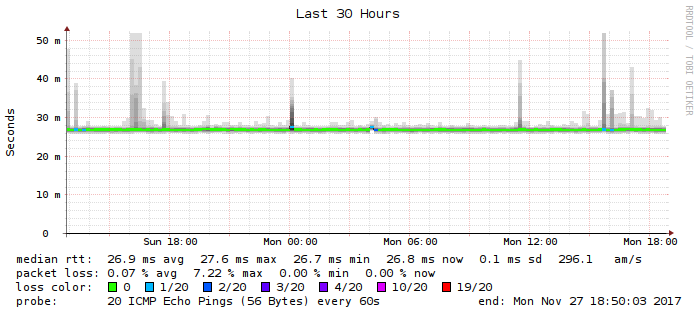 Last 30 Hours
RRDTOOL / TOBI OETIKER
Seconds
50 m
40 m
30 m
20 m
10 m
0
Sun 18:00 Mon 00:00 Mon 06:00 Mon 12:00 Mon 18:00
median rtt: 26.9 ms avg 27.6 ms max 26.7 ms min 26.8 ms now 0.1 ms sd 296.1 am/s
packet loss: 0.07 % avg 7.22 % max 0.00 % min 0.00 % now
loss color: 0 1/20 2/20 3/20 4/20 10/20 19/20
probe: 20 ICMP Echo Pings (56 Bytes) every 60s end: Mon Nov 27 18:50:03 2017